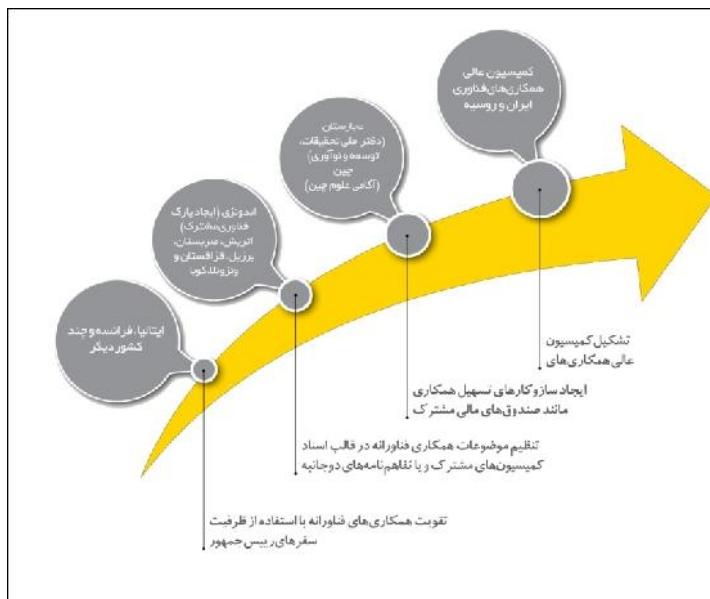 کمیسیون عالی
همکاری‌های فناوری
ایران و روسیه
مجارستان
(دفتر ملی تحقیقات،
توسعه و نوآوری)
چین
(آکادمی علوم چین)
اندونزی (ایجاد پارک
فناوری مشترک)
اتریش، صربستان،
برزیل، قزاقستان و
ونزوئلا، کوبا
ایتالیا، فرانسه و چند
کشور دیگر
تشکیل کمیسیون
عالی همکاری‌های
ایجاد سازوکارهای تسهیل همکاری
مانند صندوق‌های مالی مشترک
تنظیم موضوعات همکاری فناورانه در قالب اسناد
کمیسیون‌های مشترک و یا تفاهم‌نامه‌های دوجانبه
تقویت همکاری‌های فناورانه با استفاده از ظرفیت
سفرهای رییس جمهور